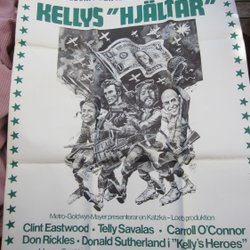 KELLYS "HJÄLTAR"
Metro-Goldwyn-Mayer presenterar en Katzka - Loeb produktion
Clint Eastwood · Telly Savalas · Carroll O'Connor
Don Rickles · Donald Sutherland i "Kelly's Heroes"